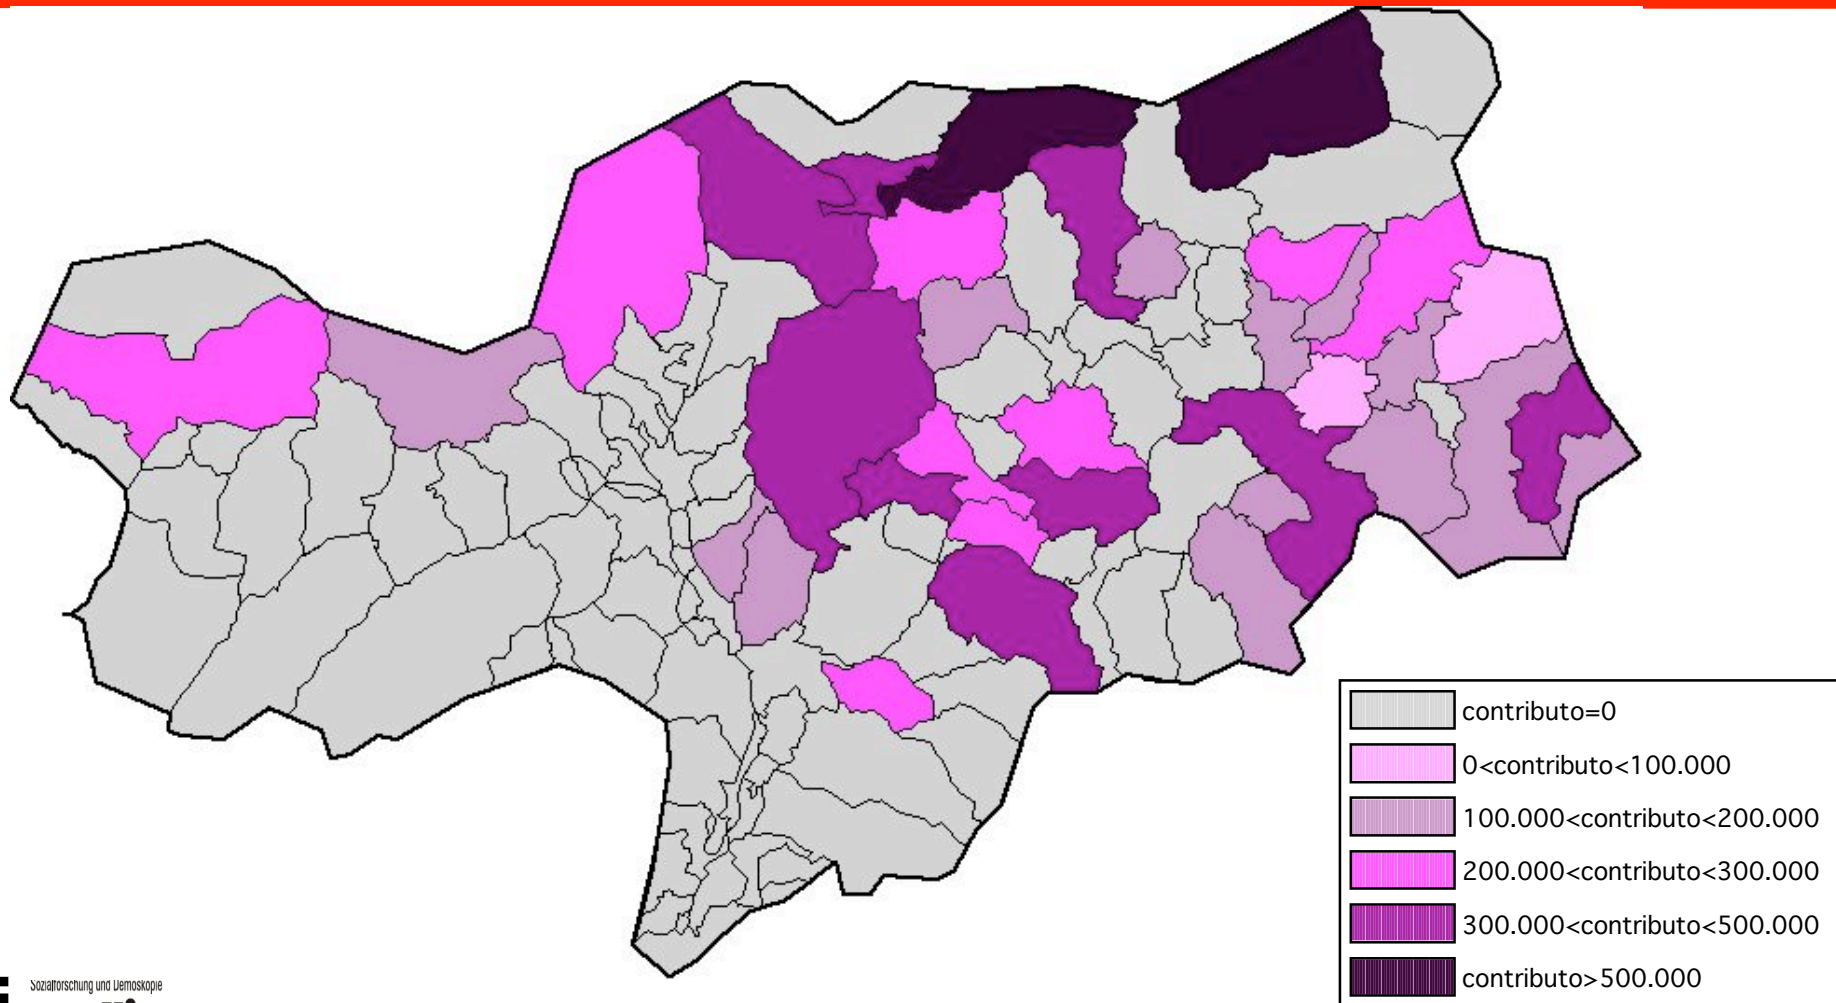 contributo=0
0<contributo<100.000
100.000<contributo<200.000
200.000<contributo<300.000
300.000<contributo<500.000
contributo>500.000
Sozialforschung und Demoskopie